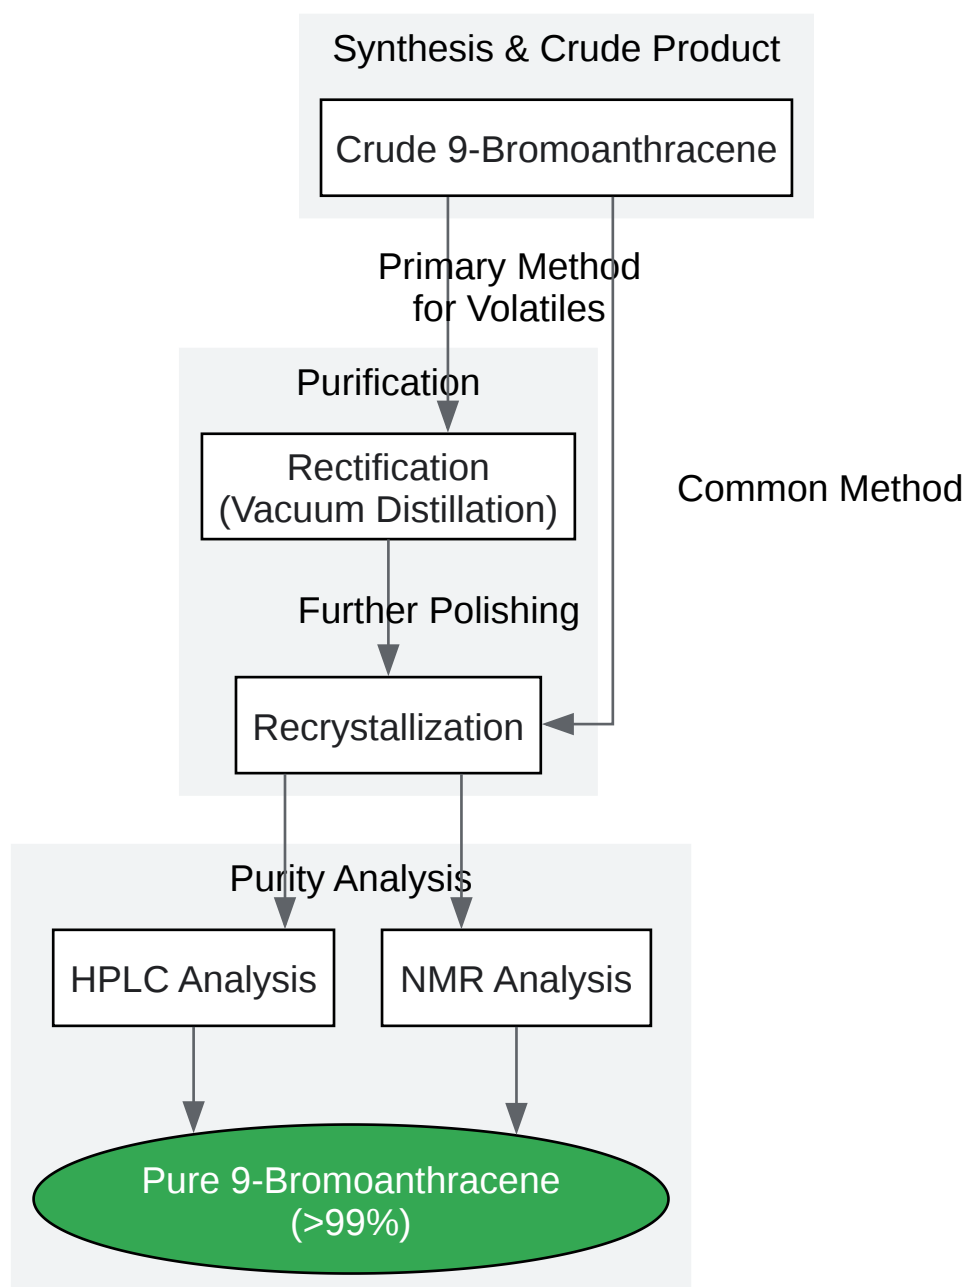 Synthesis & Crude Product
Crude 9-Bromoanthracene
Primary Method
for Volatiles
Purification
Rectification
(Vacuum Distillation)
Common Method
Further Polishing
Recrystallization
Purity Analysis
HPLC Analysis
NMR Analysis
Pure 9-Bromoanthracene
(>99%)